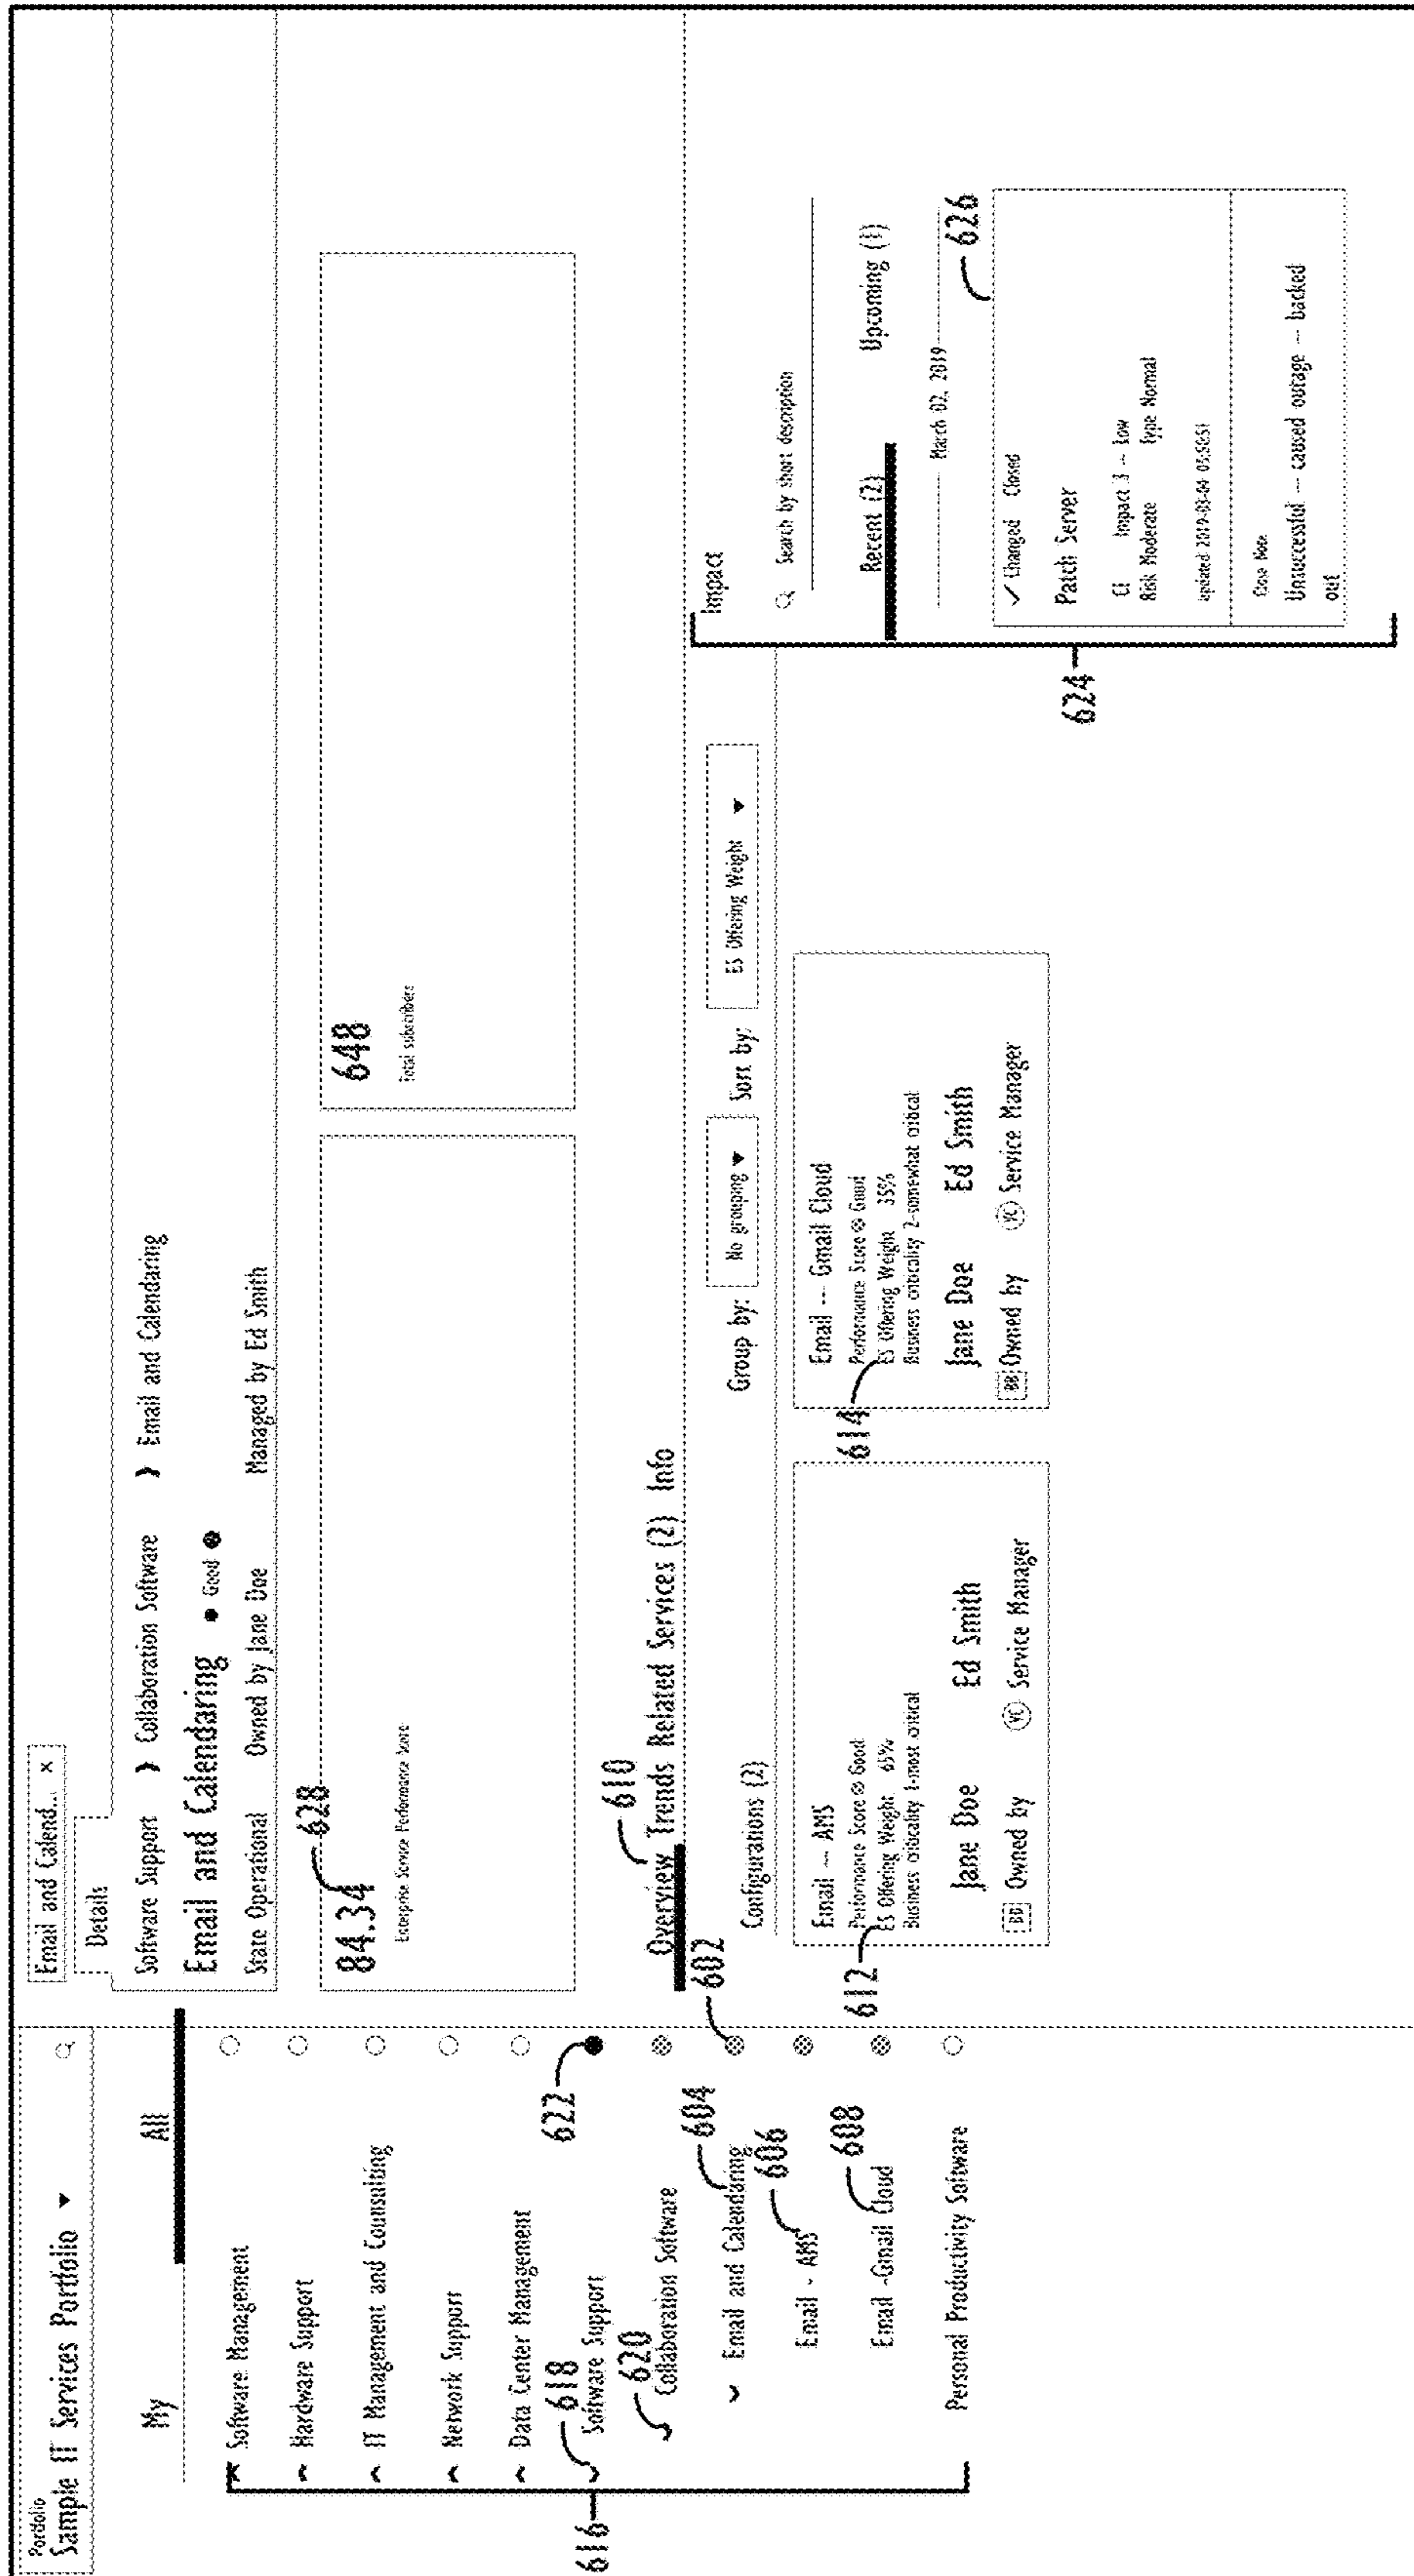 Portfolio
Sample IT Services Portfolio ▼
My All
Software Management
Hardware Support
IT Management and Counsulting
Network Support
Data Center Management
618
Software Support
622
616
620
Collaboration Software
602
604
Email and Calendaring
606
Email - AMS
608
Email -Gmail Cloud
Personal Productivity Software
Email and Calend... ×
Details
Software Support ❯ Collaboration Software ❯ Email and Calendaring
Email and Calendaring ● Good
State Operational Owned by Jane Doe Managed by Ed Smith
628
84.34
Enterprise Service Performance Score
648
Total subscribers
610
Overview Trends Related Services (2) Info
Group by: No grouping ▼ Sort by: ES Offering Weight ▼
Configurations (2)
Email -- AMS
Performance Score Good
612
ES Offering Weight 65%
Business criticality 1-most critical
Jane Doe Ed Smith
BB Owned by YC Service Manager
Email -- Gmail Cloud
Performance Score Good
614
ES Offering Weight 35%
Business criticality 2-somewhat critical
Jane Doe Ed Smith
BB Owned by YC Service Manager
624
Impact
Search by short description
Recent (2) Upcoming (1)
March 02, 2019
626
✓ Changed Closed
Patch Server
CI Impact 3 -- Low
Risk Moderate Type Normal
updated 2019-03-04 05:50:51
Close Note
Unsuccessful -- caused outage -- backed
out